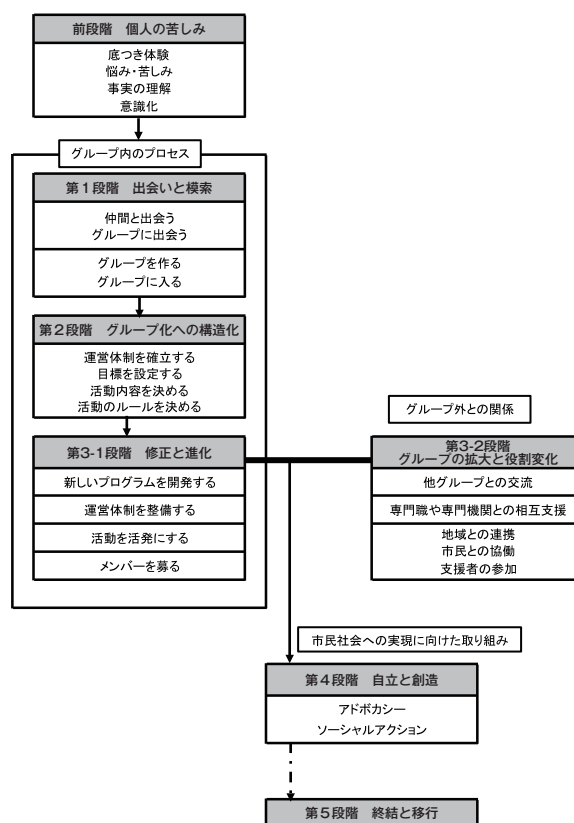 前段階 個人の苦しみ
底つき体験
悩み・苦しみ
事実の理解
意識化
グループ内のプロセス
第1段階 出会いと模索
仲間と出会う
グループに出会う
グループを作る
グループに入る
第2段階 グループ化への構造化
運営体制を確立する
目標を設定する
活動内容を決める
活動のルールを決める
グループ外との関係
第3-1段階 修正と進化
新しいプログラムを開発する
運営体制を整備する
活動を活発にする
メンバーを募る
第3-2段階
グループの拡大と役割変化
他グループとの交流
専門職や専門機関との相互支援
地域との連携
市民との協働
支援者の参加
市民社会への実現に向けた取り組み
第4段階 自立と創造
アドボカシー
ソーシャルアクション
第5段階 終結と移行